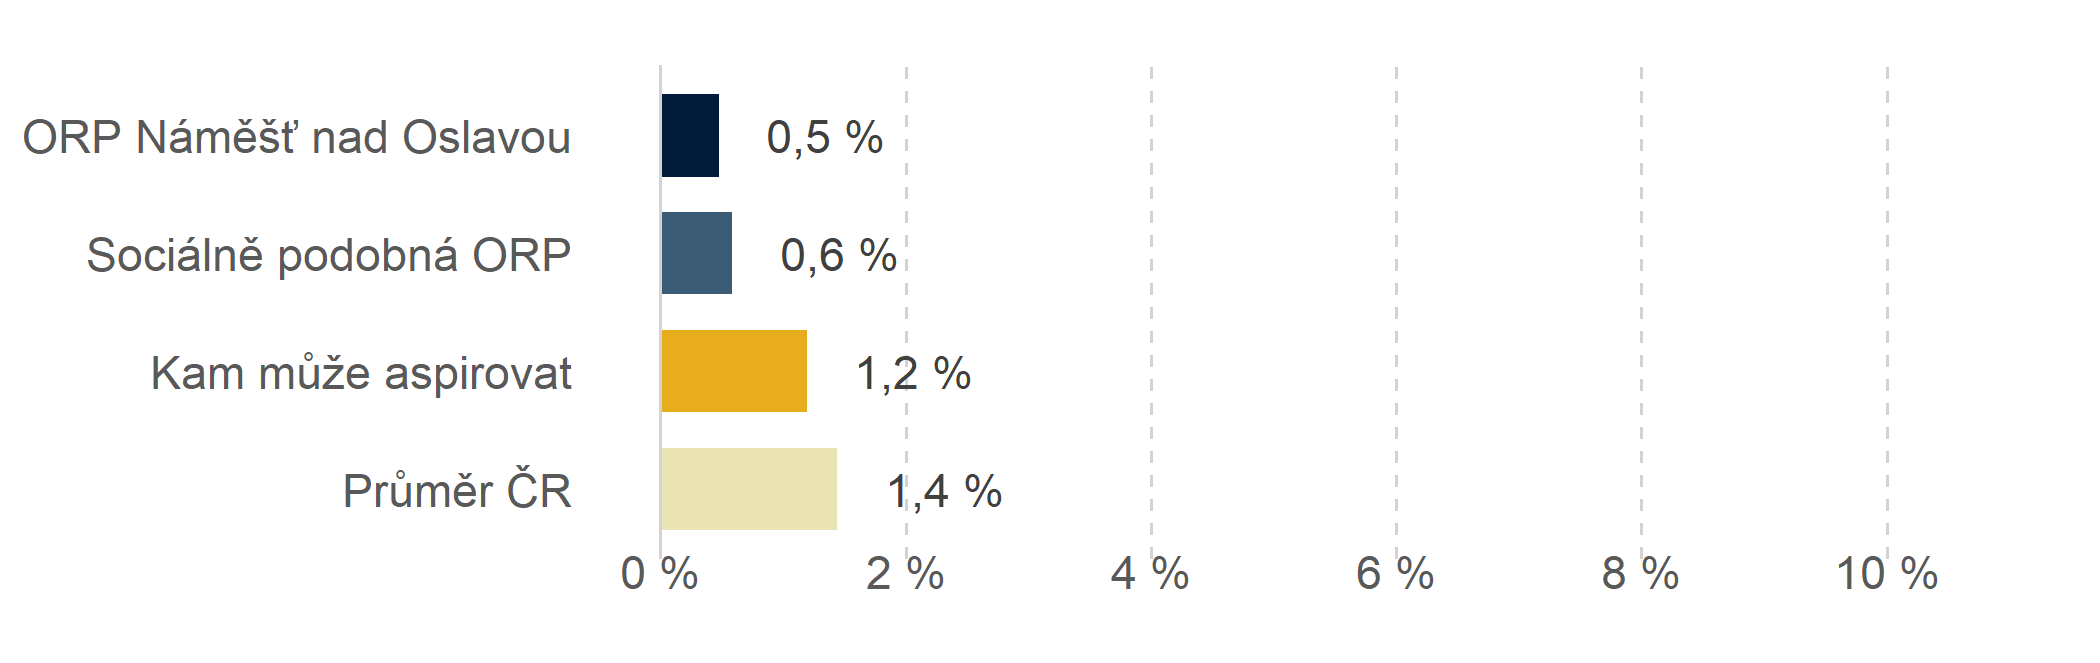 ORP Náměšť nad Oslavou 0,5 %
Sociálně podobná ORP 0,6 %
Kam může aspirovat 1,2 %
Průměr ČR 1,4 %
0 % 2 % 4 % 6 % 8 % 10 %